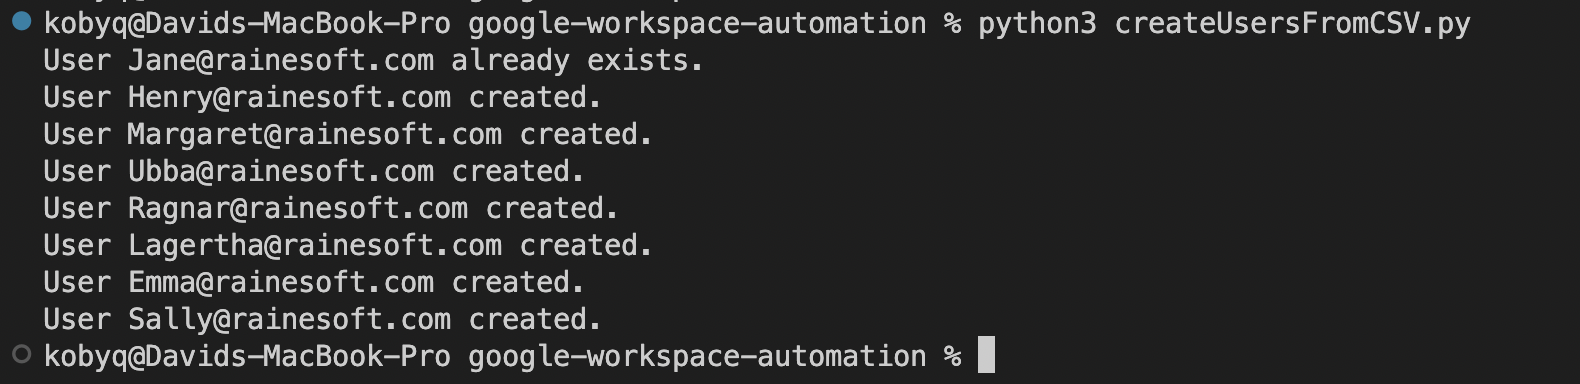 kobyq@Davids-MacBook-Pro google-workspace-automation % python3 createUsersFromCSV.py
User Jane@rainesoft.com already exists.
User Henry@rainesoft.com created.
User Margaret@rainesoft.com created.
User Ubba@rainesoft.com created.
User Ragnar@rainesoft.com created.
User Lagertha@rainesoft.com created.
User Emma@rainesoft.com created.
User Sally@rainesoft.com created.
kobyq@Davids-MacBook-Pro google-workspace-automation %